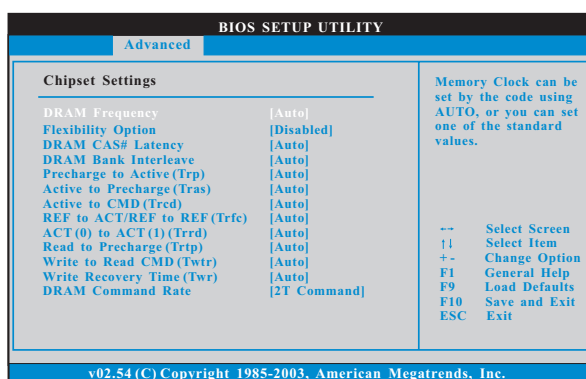 BIOS SETUP UTILITY
Advanced
Chipset Settings
DRAM Frequency [Auto]
Flexibility Option [Disabled]
DRAM CAS# Latency [Auto]
DRAM Bank Interleave [Auto]
Precharge to Active (Trp) [Auto]
Active to Precharge (Tras) [Auto]
Active to CMD (Trcd) [Auto]
REF to ACT/REF to REF (Trfc) [Auto]
ACT (0) to ACT (1) (Trrd) [Auto]
Read to Precharge (Trtp) [Auto]
Write to Read CMD (Twtr) [Auto]
Write Recovery Time (Twr) [Auto]
DRAM Command Rate [2T Command]
Memory Clock can be
set by the code using
AUTO, or you can set
one of the standard
values.
←→ Select Screen
↑↓ Select Item
+ - Change Option
F1 General Help
F9 Load Defaults
F10 Save and Exit
ESC Exit
v02.54 (C) Copyright 1985-2003, American Megatrends, Inc.